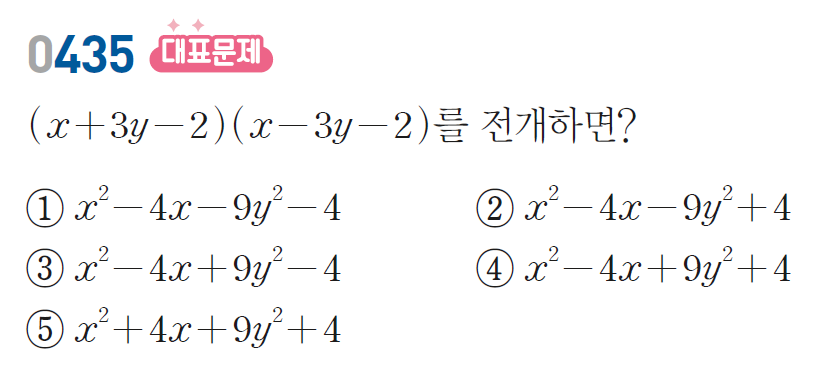 0435 대표문제
(x+3y-2)(x-3y-2)를 전개하면?
① x²-4x-9y²-4 ② x²-4x-9y²+4
③ x²-4x+9y²-4 ④ x²-4x+9y²+4
⑤ x²+4x+9y²+4